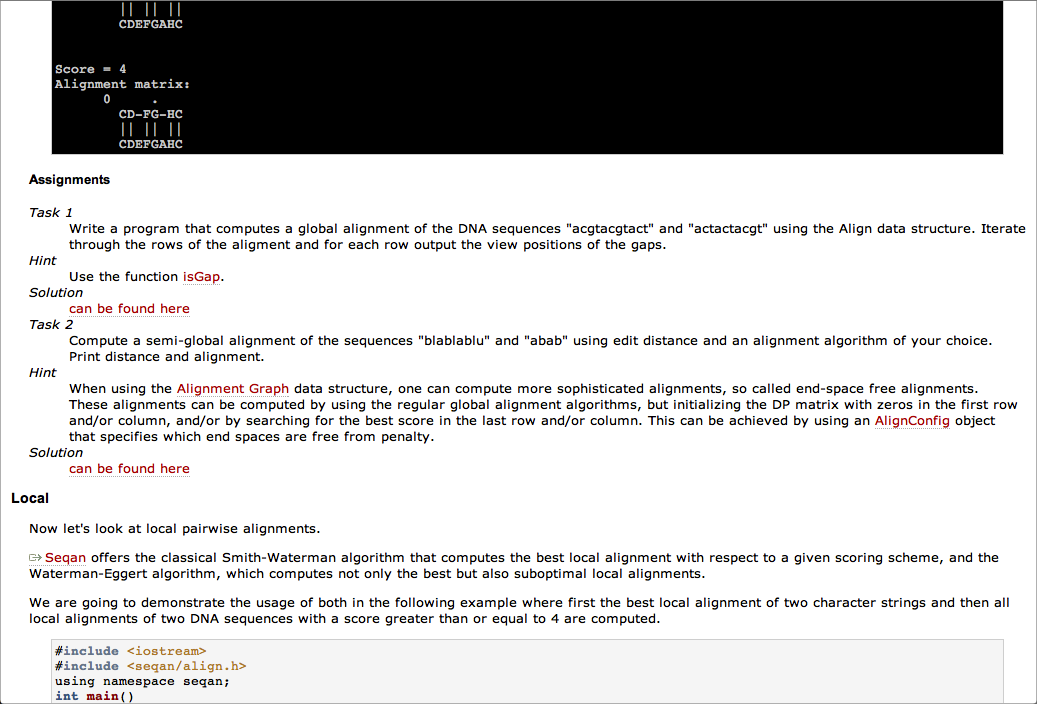 || || ||
CDEFGAHC
Score = 4
Alignment matrix:
0     .
CD-FG-HC
|| || ||
CDEFGAHC
Assignments
Task 1
Write a program that computes a global alignment of the DNA sequences "acgtacgtact" and "actactacgt" using the Align data structure. Iterate
through the rows of the aligment and for each row output the view positions of the gaps.
Hint
Use the function isGap.
Solution
can be found here
Task 2
Compute a semi-global alignment of the sequences "blablablu" and "abab" using edit distance and an alignment algorithm of your choice.
Print distance and alignment.
Hint
When using the Alignment Graph data structure, one can compute more sophisticated alignments, so called end-space free alignments.
These alignments can be computed by using the regular global alignment algorithms, but initializing the DP matrix with zeros in the first row
and/or column, and/or by searching for the best score in the last row and/or column. This can be achieved by using an AlignConfig object
that specifies which end spaces are free from penalty.
Solution
can be found here
Local
Now let's look at local pairwise alignments.
Seqan offers the classical Smith-Waterman algorithm that computes the best local alignment with respect to a given scoring scheme, and the
Waterman-Eggert algorithm, which computes not only the best but also suboptimal local alignments.
We are going to demonstrate the usage of both in the following example where first the best local alignment of two character strings and then all
local alignments of two DNA sequences with a score greater than or equal to 4 are computed.
#include <iostream>
#include <seqan/align.h>
using namespace seqan;
int main()